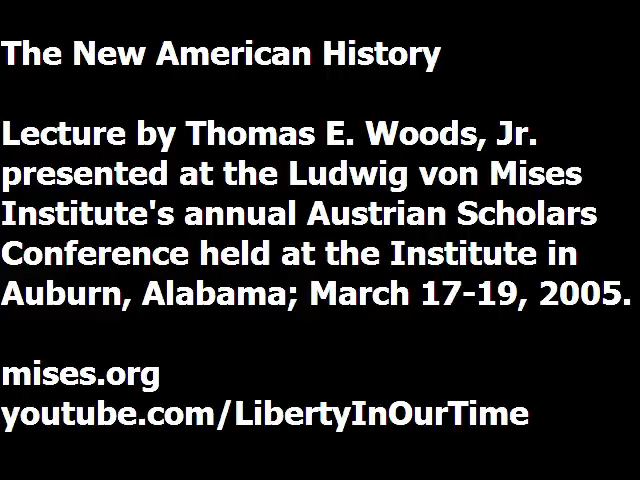 The New American History
Lecture by Thomas E. Woods, Jr.
presented at the Ludwig von Mises
Institute's annual Austrian Scholars
Conference held at the Institute in
Auburn, Alabama; March 17-19, 2005.
mises.org
youtube.com/LibertyInOurTime